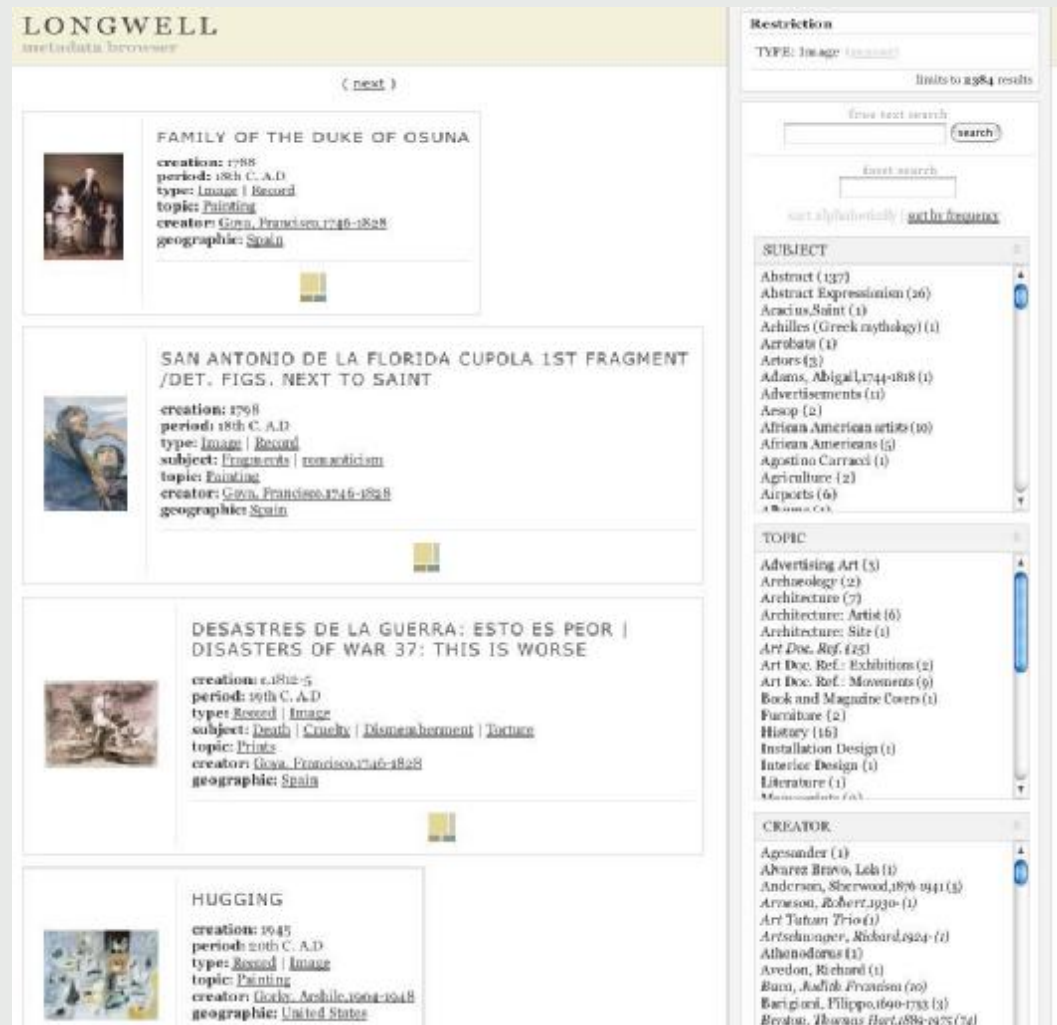 LONGWELL
metadata browser
( next )
FAMILY OF THE DUKE OF OSUNA
creation: 1788
period: 18th C. A.D
type: Image | Record
topic: Painting
creator: Goya, Francisco,1746-1828
geographic: Spain
SAN ANTONIO DE LA FLORIDA CUPOLA 1ST FRAGMENT
/DET. FIGS. NEXT TO SAINT
creation: 1798
period: 18th C. A.D
type: Image | Record
subject: Fragments | romanticism
topic: Painting
creator: Goya, Francisco,1746-1828
geographic: Spain
DESASTRES DE LA GUERRA: ESTO ES PEOR |
DISASTERS OF WAR 37: THIS IS WORSE
creation: c.1812-5
period: 19th C. A.D
type: Record | Image
subject: Death | Cruelty | Dismemberment | Torture
topic: Prints
creator: Goya, Francisco,1746-1828
geographic: Spain
HUGGING
creation: 1945
period: 20th C. A.D
type: Record | Image
topic: Painting
creator: Gorky, Arshile,1904-1948
geographic: United States
Restriction
TYPE: Image
limits to 2384 results
free text search
search
facet search
sort alphabetically | sort by frequency
SUBJECT
Abstract (137)
Abstract Expressionism (26)
Acacius,Saint (1)
Achilles (Greek mythology) (1)
Acrobats (1)
Actors (3)
Adams, Abigail,1744-1818 (1)
Advertisements (11)
Aesop (2)
African American artists (10)
African Americans (5)
Agostino Carracci (1)
Agriculture (2)
Airports (6)
TOPIC
Advertising Art (3)
Archaeology (2)
Architecture (7)
Architecture: Artist (6)
Architecture: Site (1)
Art Doc. Ref. (15)
Art Doc. Ref.: Exhibitions (2)
Art Doc. Ref.: Movements (9)
Book and Magazine Covers (1)
Furniture (2)
History (16)
Installation Design (1)
Interior Design (1)
Literature (1)
CREATOR
Agesander (1)
Alvarez Bravo, Lola (1)
Anderson, Sherwood,1876-1941 (3)
Arneson, Robert,1930- (1)
Art Tatum Trio (1)
Artschwager, Richard,1924- (1)
Athenodorus (1)
Avedon, Richard (1)
Baca, Judith Francisca (10)
Barigioni, Filippo,1690-1753 (3)
Benton, Thomas Hart,1889-1975 (74)